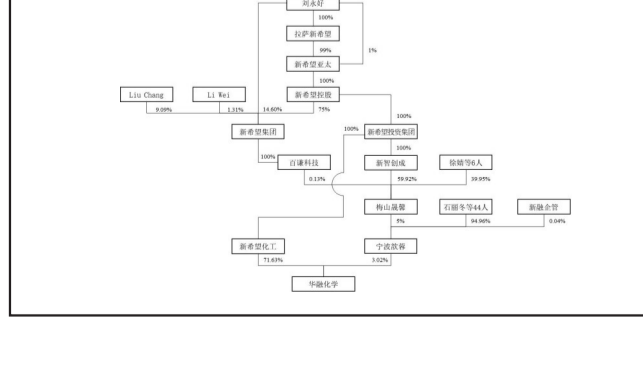 刘永好
100%
拉萨新希望
99%
1%
新希望亚太
100%
Liu Chang
Li Wei
新希望控股
9.09%
1.31%
14.60%
75%
100%
新希望集团
100%
新希望投资集团
100%
100%
百谦科技
新智创成
徐婧等6人
0.13%
59.92%
39.95%
梅山晟馨
石丽冬等44人
新融企管
5%
94.96%
0.04%
新希望化工
宁波歆蓉
71.63%
3.02%
华融化学